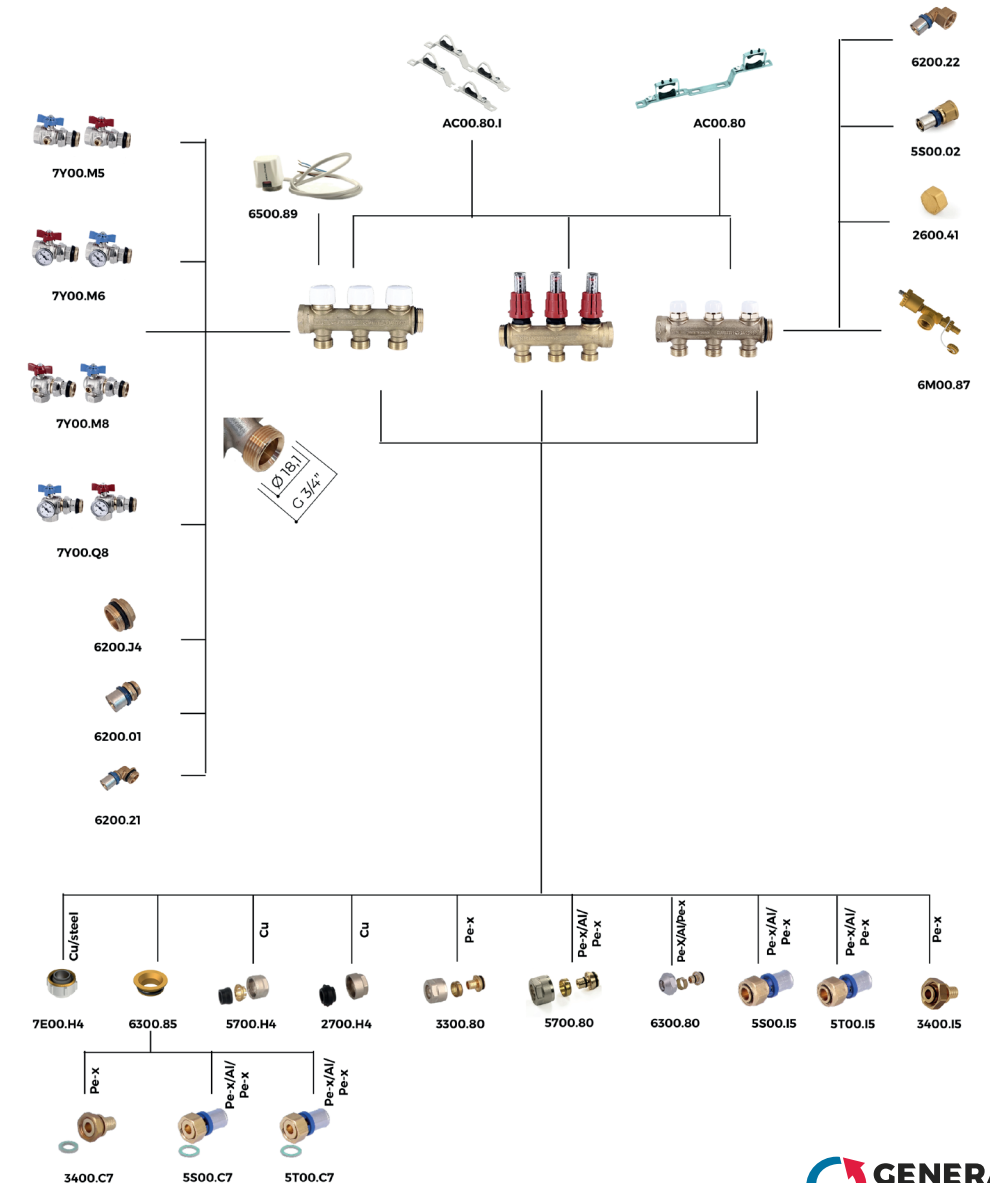 6200.22
AC00.80.I
AC00.80
5S00.02
7Y00.M5
6500.89
2600.41
7Y00.M6
6M00.87
7Y00.M8
Ø 18,1
G 3/4"
7Y00.Q8
6200.J4
6200.01
6200.21
Cu/steel
Cu
Cu
Pe-x
Pe-x/Al/
Pe-x
Pe-X/Al/Pe-x
Pe-x/Al/
Pe-x
Pe-x/Al/
Pe-x
Pe-x
7E00.H4
6300.85
5700.H4
2700.H4
3300.80
5700.80
6300.80
5S00.I5
5T00.I5
3400.I5
Pe-x
Pe-x/Al/
Pe-x
Pe-x/Al/
Pe-x
3400.C7
5S00.C7
5T00.C7
GENERA